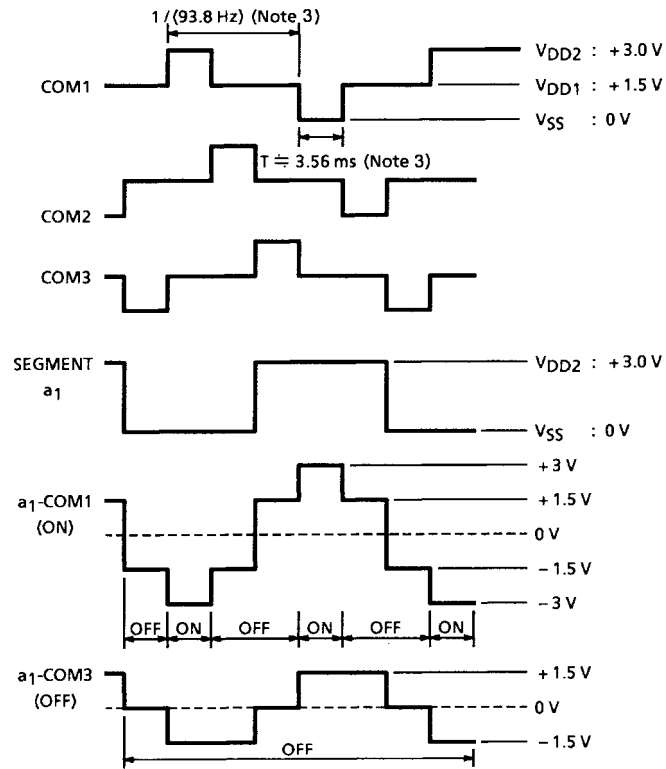 1 / (93.8 Hz) (Note 3)
VDD2 : +3.0 V
COM1
VDD1 : +1.5 V
VSS : 0 V
T ≒ 3.56 ms (Note 3)
COM2
COM3
SEGMENT
a1
VDD2 : +3.0 V
VSS : 0 V
+3 V
a1-COM1
(ON)
+1.5 V
0 V
−1.5 V
−3 V
OFF ON OFF ON OFF ON
a1-COM3
(OFF)
+1.5 V
0 V
−1.5 V
OFF